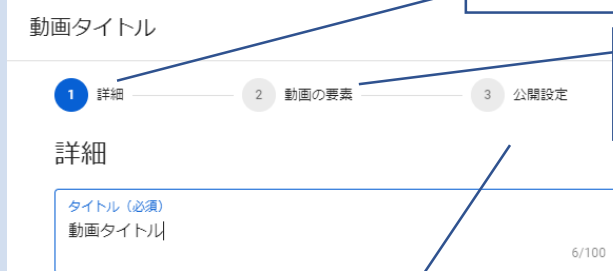 動画タイトル
1 詳細 2 動画の要素 3 公開設定
詳細
タイトル（必須）
動画タイトル
6/100